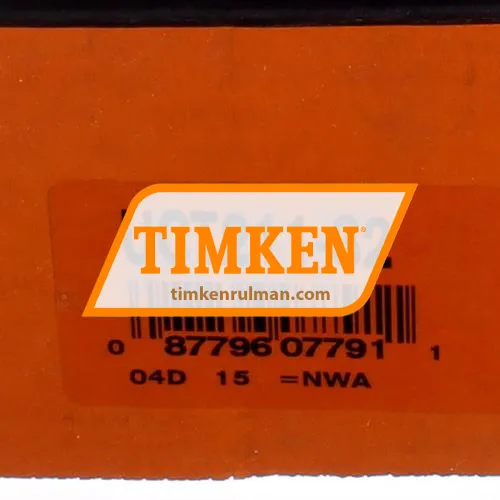 TIMKEN®
timkenrulman.com
0 87796 07791 1
04D 15 =NWA